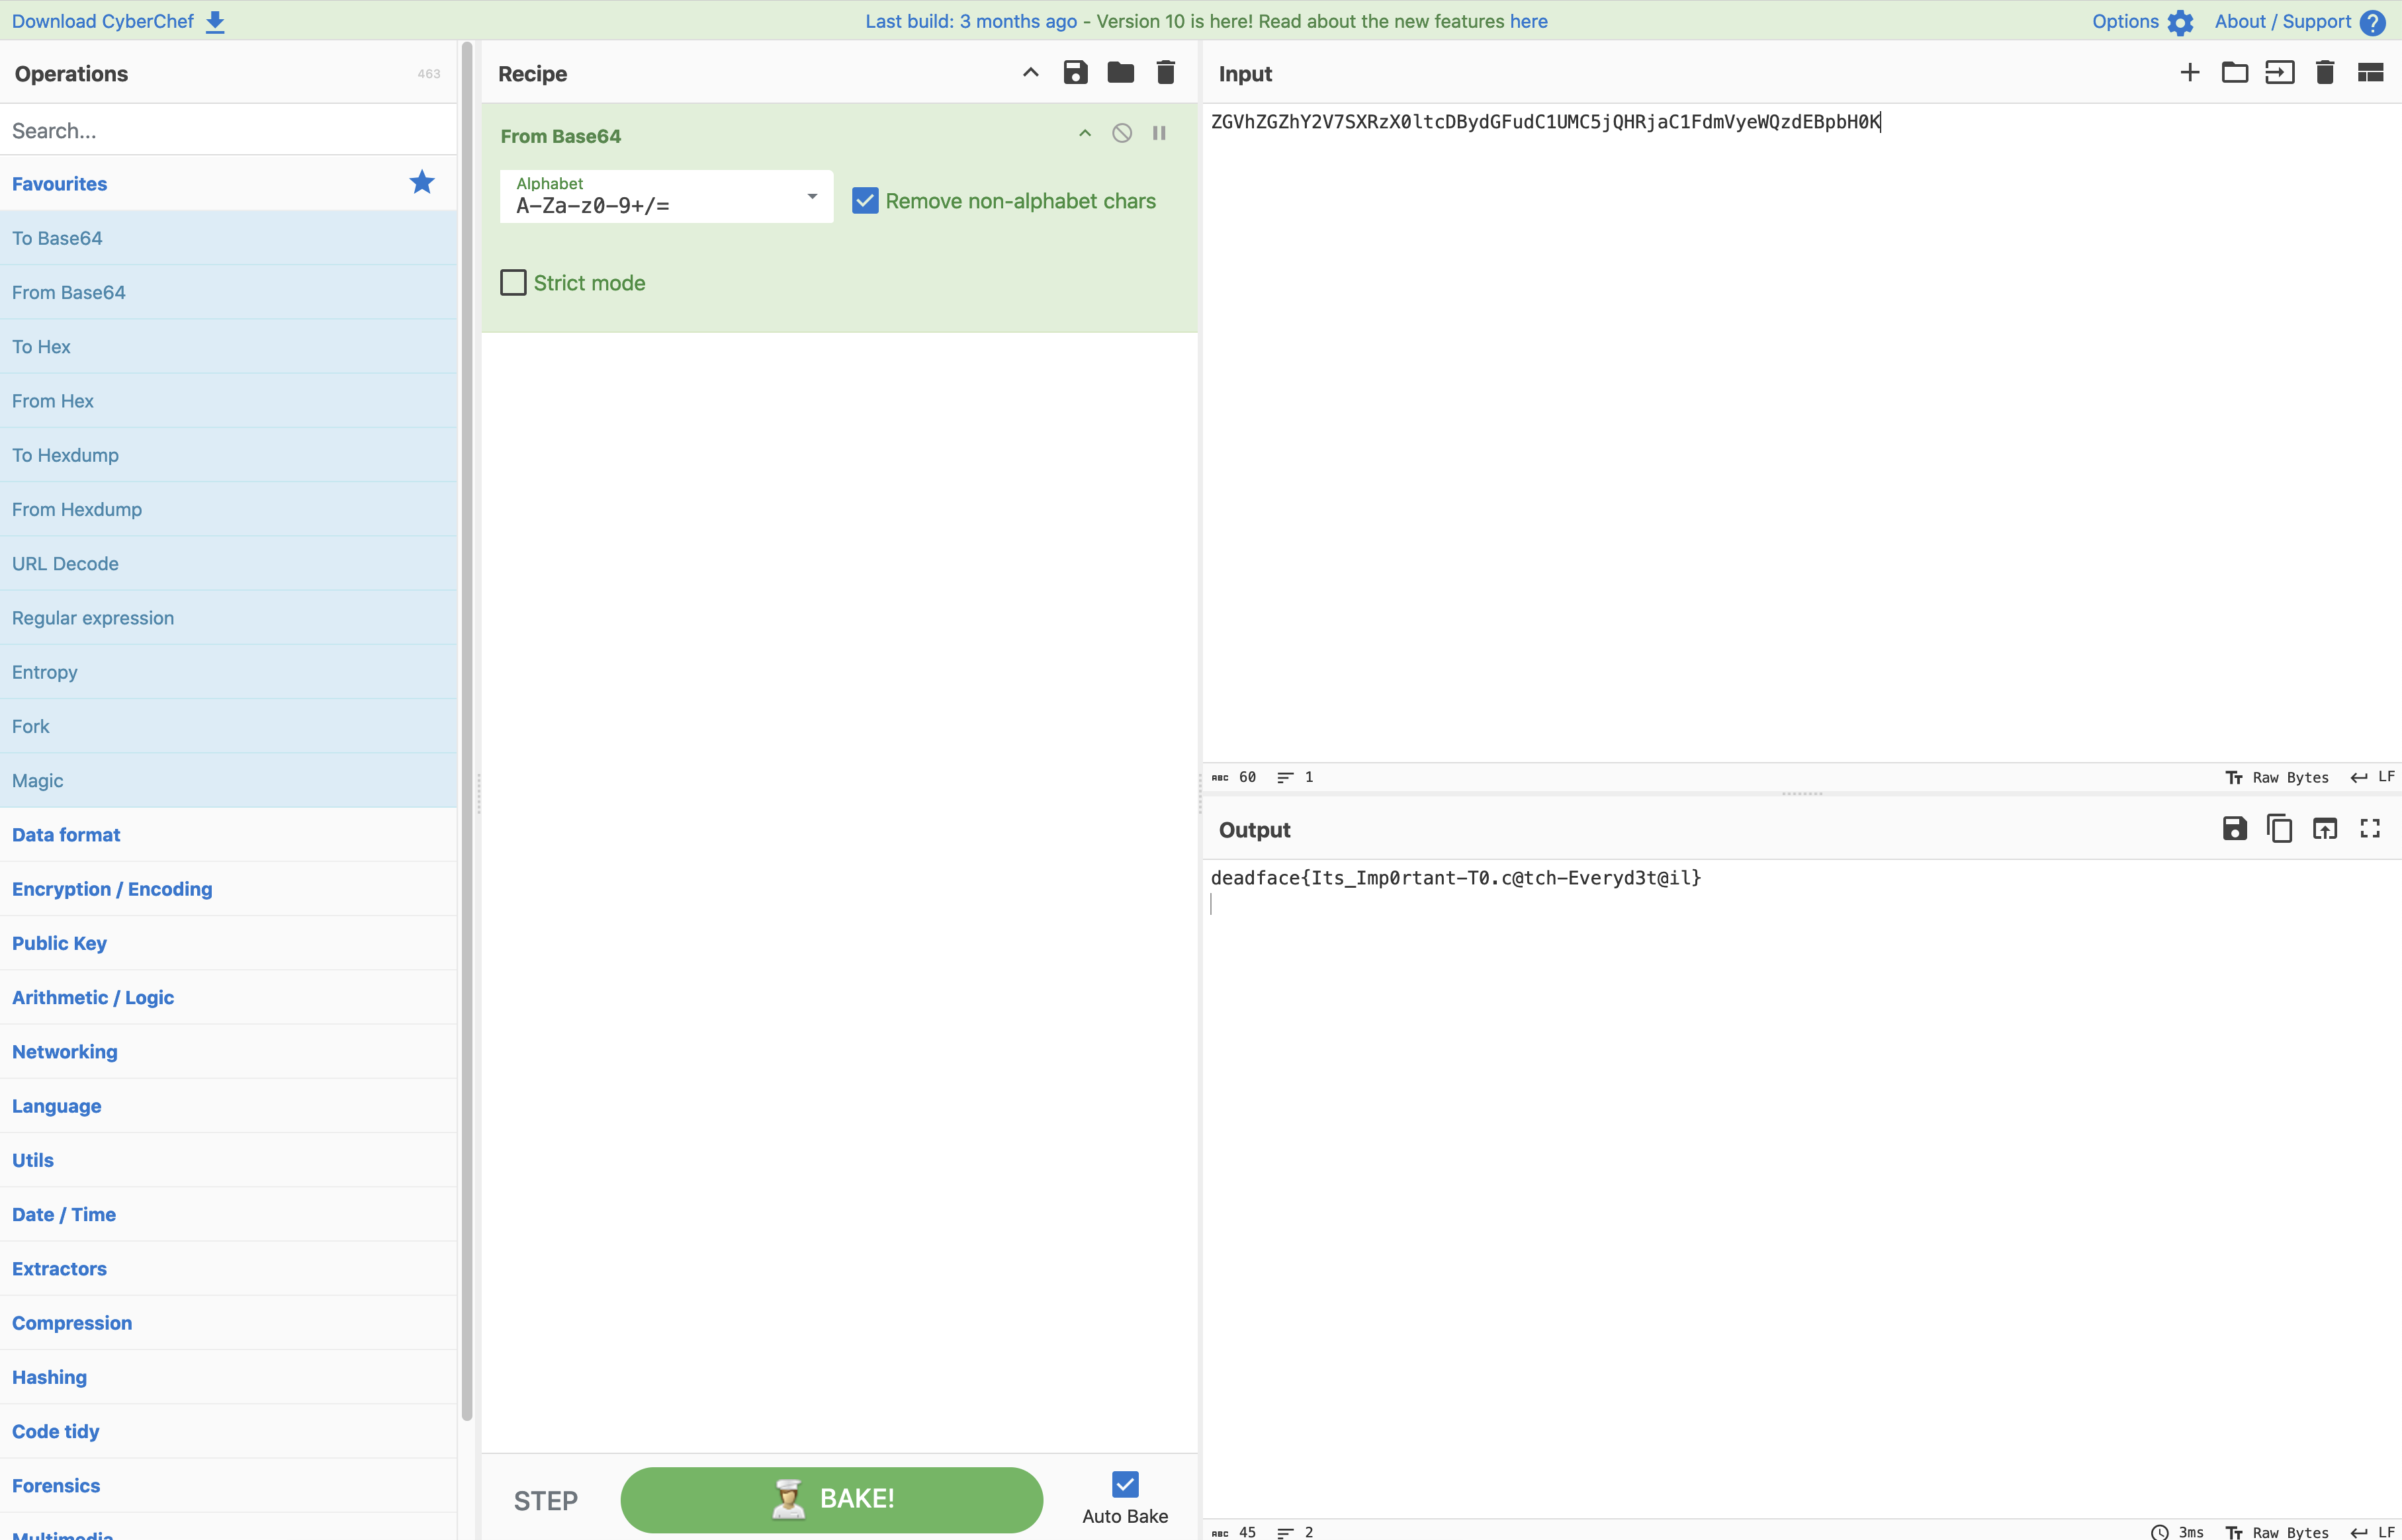 Download CyberChef
Last build: 3 months ago - Version 10 is here! Read about the new features here
Options
About / Support
Operations
463
Search...
Favourites
To Base64
From Base64
To Hex
From Hex
To Hexdump
From Hexdump
URL Decode
Regular expression
Entropy
Fork
Magic
Data format
Encryption / Encoding
Public Key
Arithmetic / Logic
Networking
Language
Utils
Date / Time
Extractors
Compression
Hashing
Code tidy
Forensics
Multimedia
Recipe
From Base64
Alphabet
A-Za-z0-9+/=
Remove non-alphabet chars
Strict mode
STEP
BAKE!
Auto Bake
Input
ZGVhZGZhY2V7SXRzX0ltcDBydGFudC1UMC5jQHRjaC1FdmVyeWQzdEBpbH0K
ABC 60 1
Tт Raw Bytes LF
Output
deadface{Its_Imp0rtant-T0.c@tch-Everyd3t@il}
ABC 45 2
3ms Tт Raw Bytes LF